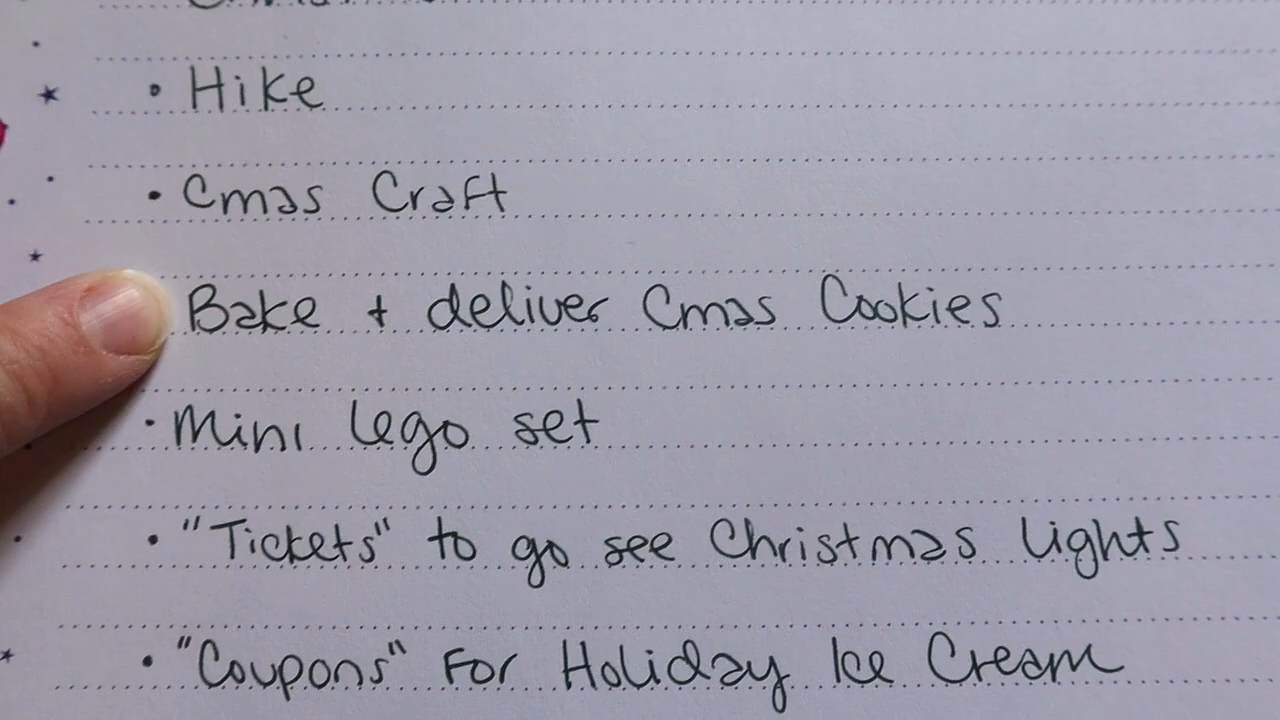 • Hike
• Cmas Craft
Bake + deliver Cmas Cookies
• Mini Lego set
• "Tickets" to go see Christmas Lights
• "Coupons" For Holiday Ice Cream